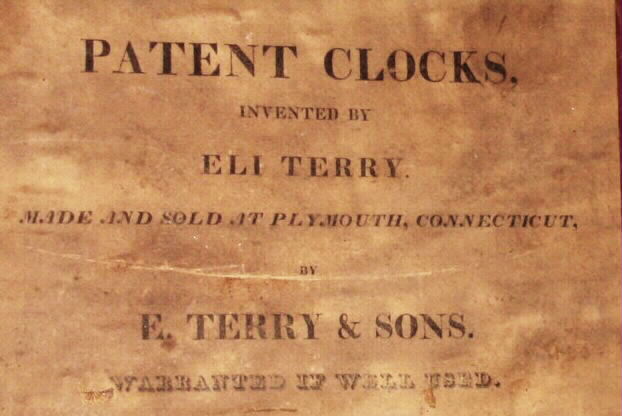 PATENT CLOCKS,
INVENTED BY
ELI TERRY.
MADE AND SOLD AT PLYMOUTH, CONNECTICUT,
BY
E. TERRY & SONS.
WARRANTED IF WELL USED.